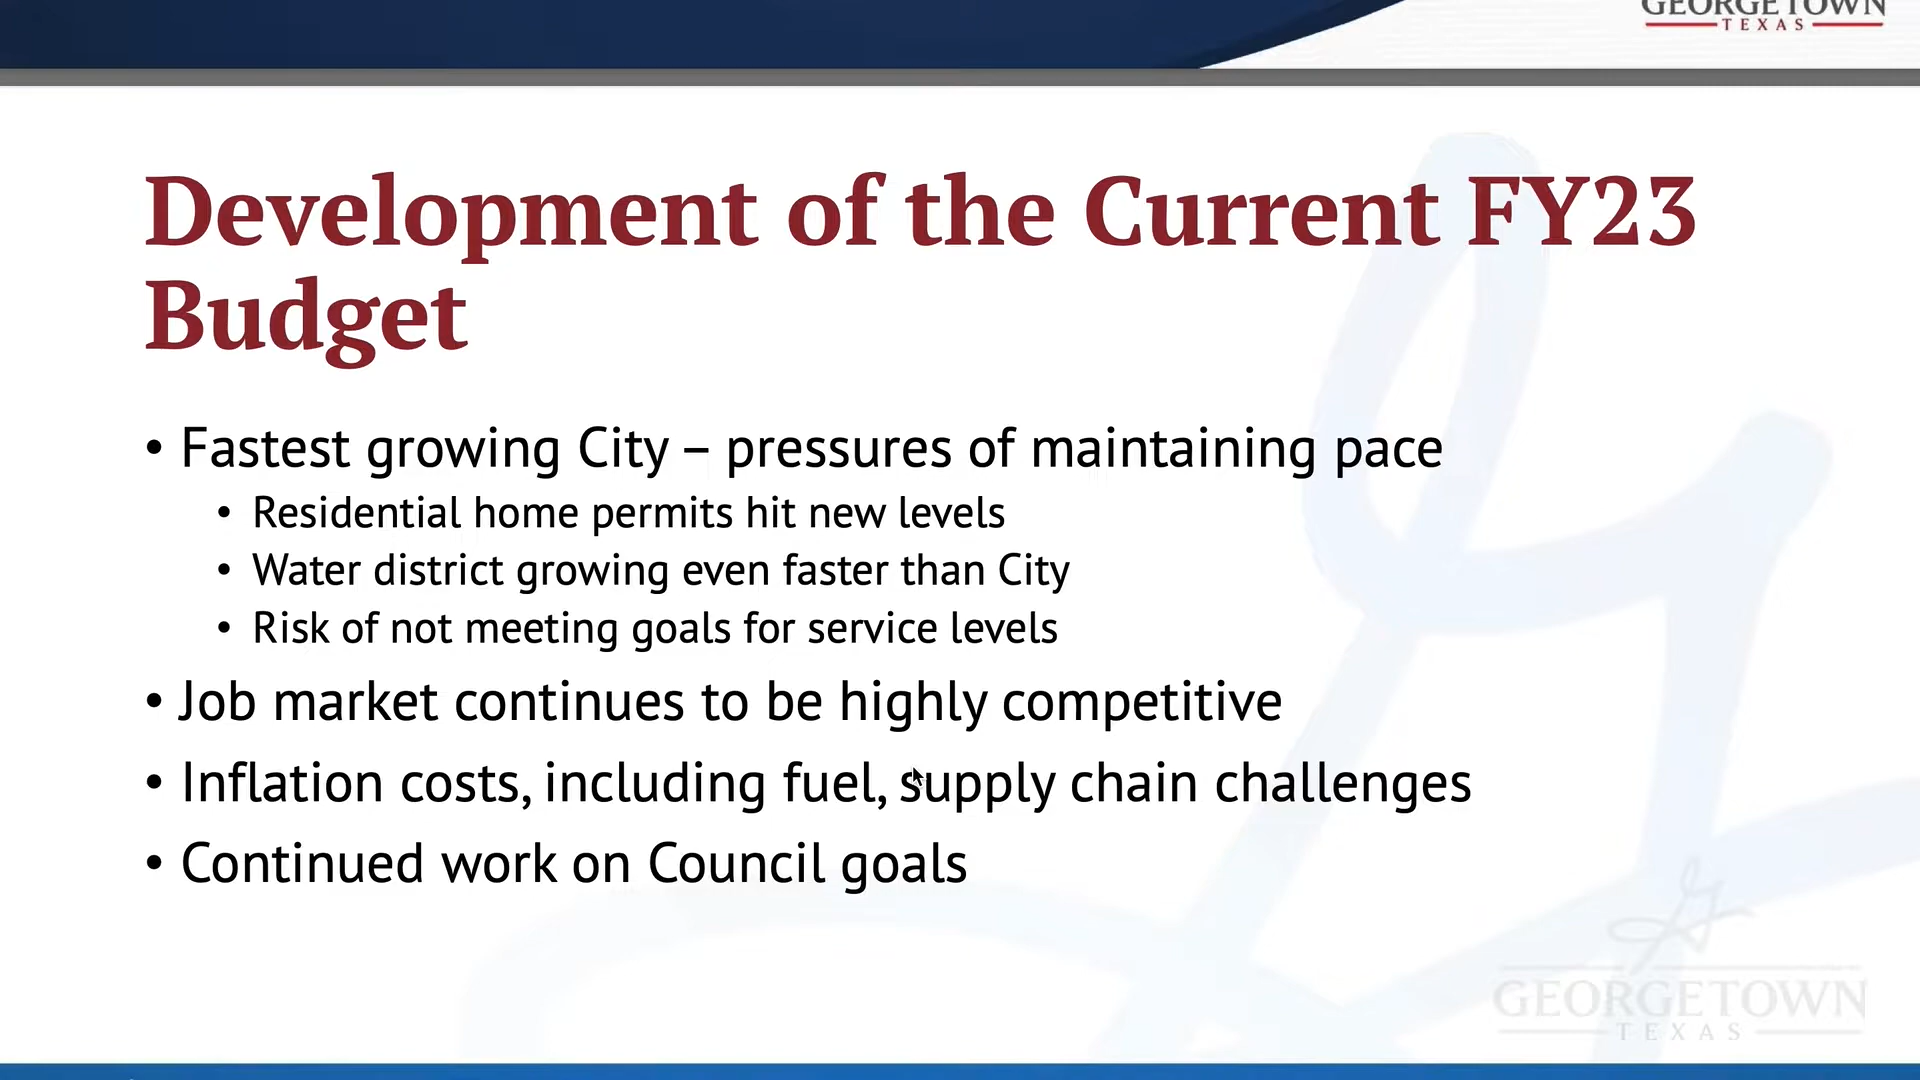 GEORGETOWN
TEXAS
Development of the Current FY23
Budget
• Fastest growing City – pressures of maintaining pace
• Residential home permits hit new levels
• Water district growing even faster than City
• Risk of not meeting goals for service levels
• Job market continues to be highly competitive
• Inflation costs, including fuel, supply chain challenges
• Continued work on Council goals
GEORGETOWN
TEXAS